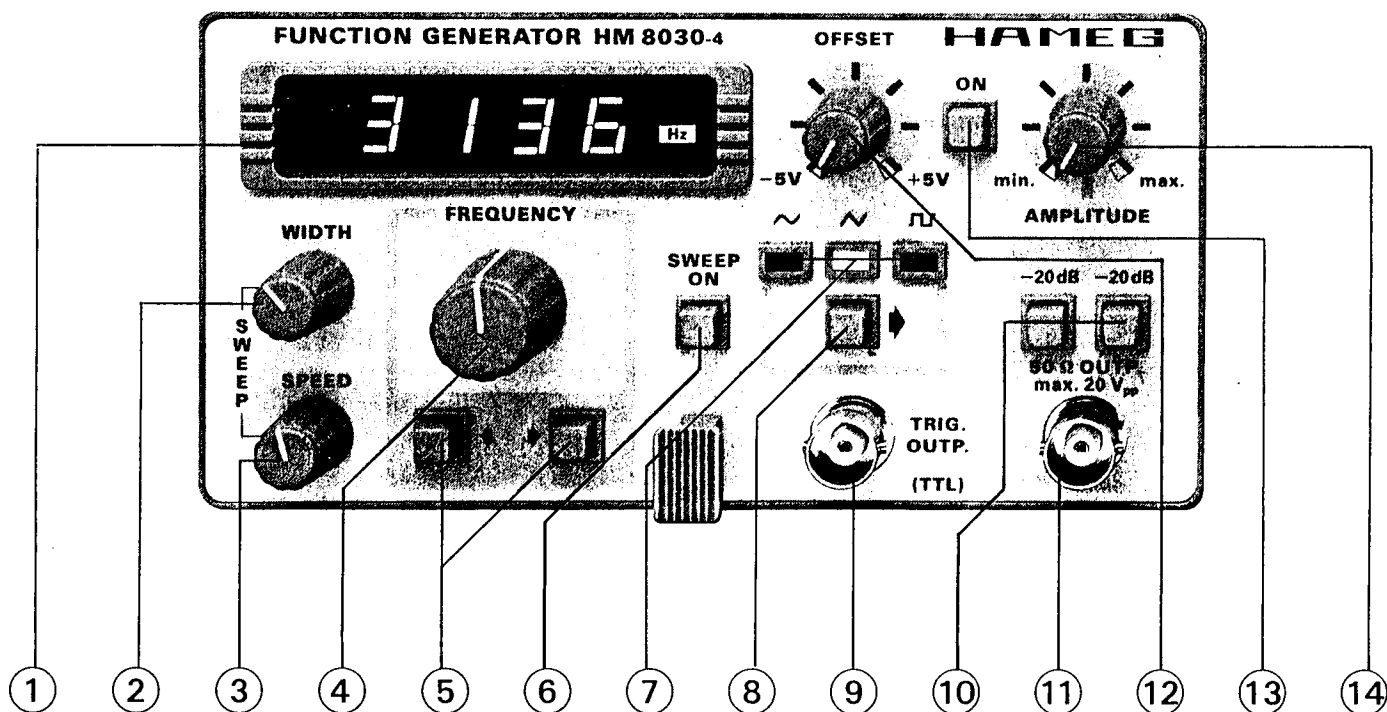 FUNCTION GENERATOR HM 8030-4
OFFSET
HAMEG
ON
3136 Hz
-5V +5V
min. max.
FREQUENCY
AMPLITUDE
WIDTH
SWEEP ON
-20dB -20dB
SWEEP
SPEED
50 Ω OUTP.
max. 20 Vpp
TRIG.
OUTP.
(TTL)
1 2 3 4 5 6 7 8 9 10 11 12 13 14